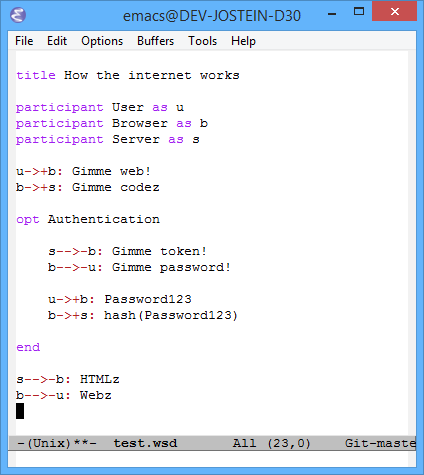 emacs@DEV-JOSTEIN-D30
File Edit Options Buffers Tools Help
title How the internet works
participant User as u
participant Browser as b
participant Server as s
u->+b: Gimme web!
b->+s: Gimme codez
opt Authentication
s-->-b: Gimme token!
b-->-u: Gimme password!
u->+b: Password123
b->+s: hash(Password123)
end
s-->-b: HTMLz
b-->-u: Webz
-(Unix)**- test.wsd All (23,0) Git-maste